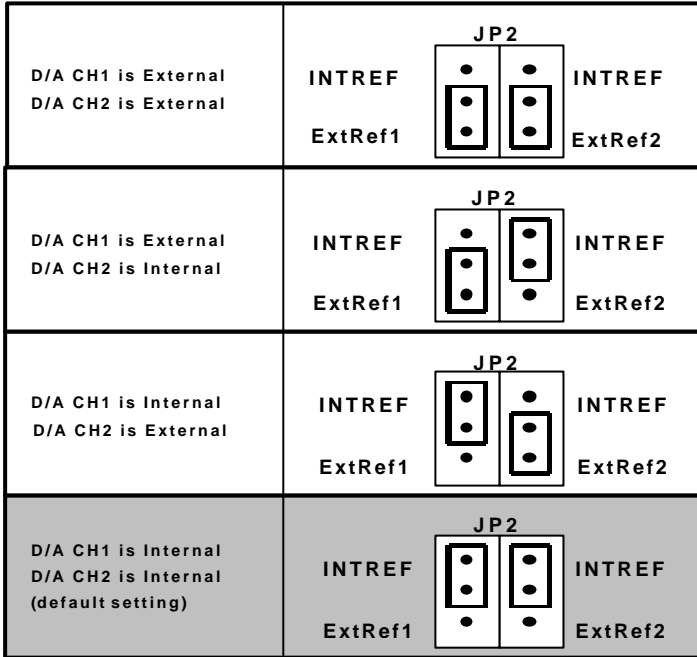 D/A CH1 is External
D/A CH2 is External
JP2
INTREF INTREF
ExtRef1 ExtRef2
D/A CH1 is External
D/A CH2 is Internal
JP2
INTREF INTREF
ExtRef1 ExtRef2
D/A CH1 is Internal
D/A CH2 is External
JP2
INTREF INTREF
ExtRef1 ExtRef2
D/A CH1 is Internal
D/A CH2 is Internal
(default setting)
JP2
INTREF INTREF
ExtRef1 ExtRef2